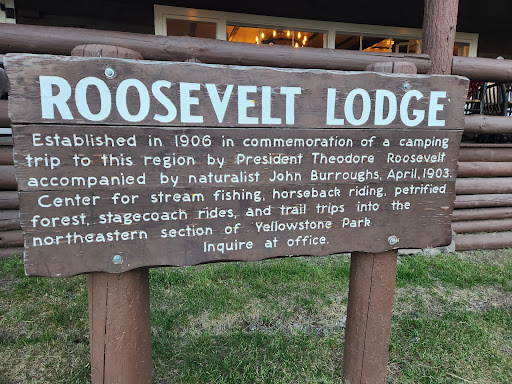 ROOSEVELT LODGE
Established in 1906 in commemoration of a camping
trip to this region by President Theodore Roosevelt
accompanied by naturalist John Burroughs, April, 1903.
Center for stream fishing, horseback riding, petrified
forest, stagecoach rides, and trail trips into the
northeastern section of Yellowstone Park
Inquire at office.